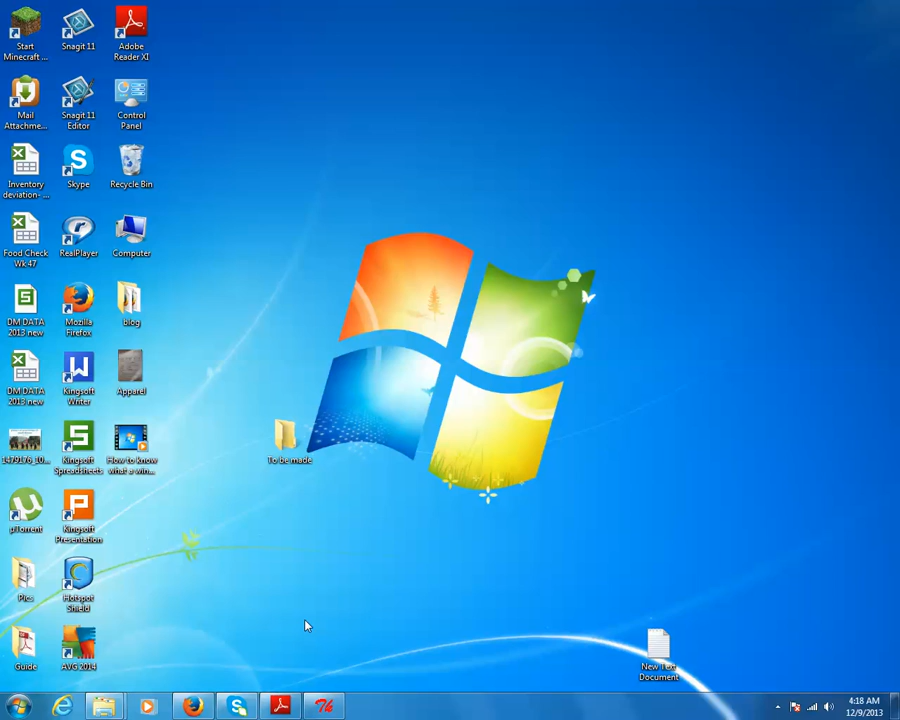 Start
Minecraft ...
Snagit 11
Adobe
Reader XI
Mail
Attachme...
Snagit 11
Editor
Control
Panel
Inventory
deviation- ...
Skype
Recycle Bin
Food Check
Wk 47
RealPlayer
Computer
DM DATA
2013 new
Mozilla
Firefox
blog
DM DATA
2013 new
Kingsoft
Writer
Apparel
1479176_10...
Kingsoft
Spreadsheets
How to know
what a win...
To be made
µTorrent
Kingsoft
Presentation
Pics
Hotspot
Shield
Guide
AVG 2014
New Text
Document
4:18 AM
12/9/2013